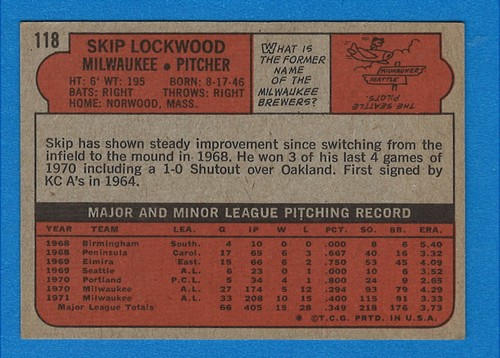 118
SKIP LOCKWOOD
MILWAUKEE • PITCHER
HT: 6' WT: 195 BORN: 8-17-46
BATS: RIGHT THROWS: RIGHT
HOME: NORWOOD, MASS.
WHAT IS
THE FORMER
NAME
OF THE
MILWAUKEE
BREWERS?
MILWAUKEE
SEATTLE
THE SEATTLE
PILOTS.
Skip has shown steady improvement since switching from the
infield to the mound in 1968. He won 3 of his last 4 games of
1970 including a 1-0 Shutout over Oakland. First signed by
KC A's in 1964.
MAJOR AND MINOR LEAGUE PITCHING RECORD
YEAR TEAM LEA. G IP W L PCT. SO. BB. ERA.
1968 Birmingham South. 4 10 0 0 .000 8 6 5.40
1968 Peninsula Carol. 17 65 6 3 .667 40 16 3.32
1969 Elmira East. 15 66 6 2 .750 53 45 4.09
1969 Seattle A.L. 6 23 0 1 .000 10 6 3.52
1970 Portland P.C.L. 5 34 4 1 .800 24 9 2.65
1970 Milwaukee A.L. 27 174 5 12 .294 93 79 4.29
1971 Milwaukee A.L. 33 208 10 15 .400 115 91 3.33
Major League Totals 66 405 15 28 .349 218 176 3.73
* ©T.C.G. PRTD. IN U.S.A.